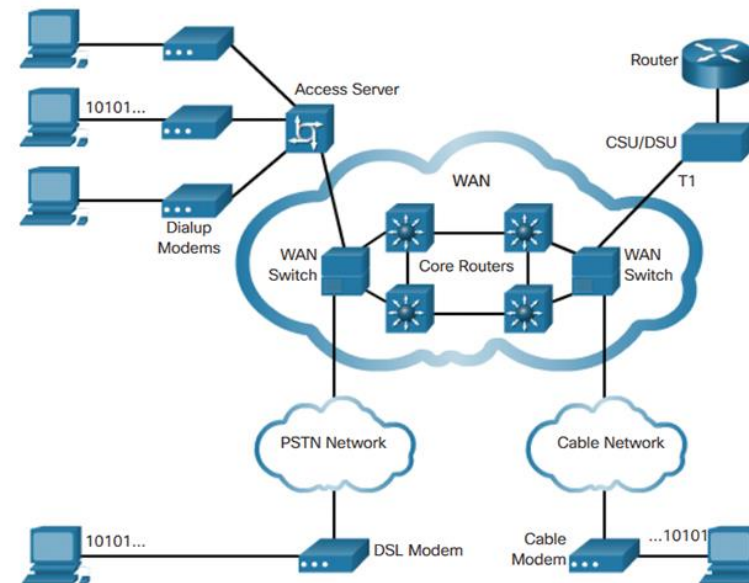 Router
Access Server
10101...
CSU/DSU
T1
WAN
Dialup
Modems
WAN
Switch
Core Routers
WAN
Switch
PSTN Network
Cable Network
10101...
DSL Modem
Cable
Modem
...10101